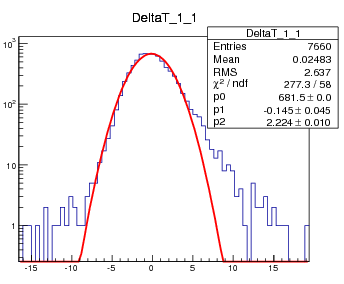 DeltaT_1_1
DeltaT_1_1
Entries 7660
Mean 0.02483
RMS 2.637
χ² / ndf 277.3 / 58
p0 681.5 ± 0.0
p1 -0.145 ± 0.045
p2 2.224 ± 0.010
10³
10²
10
1
-15 -10 -5 0 5 10 15